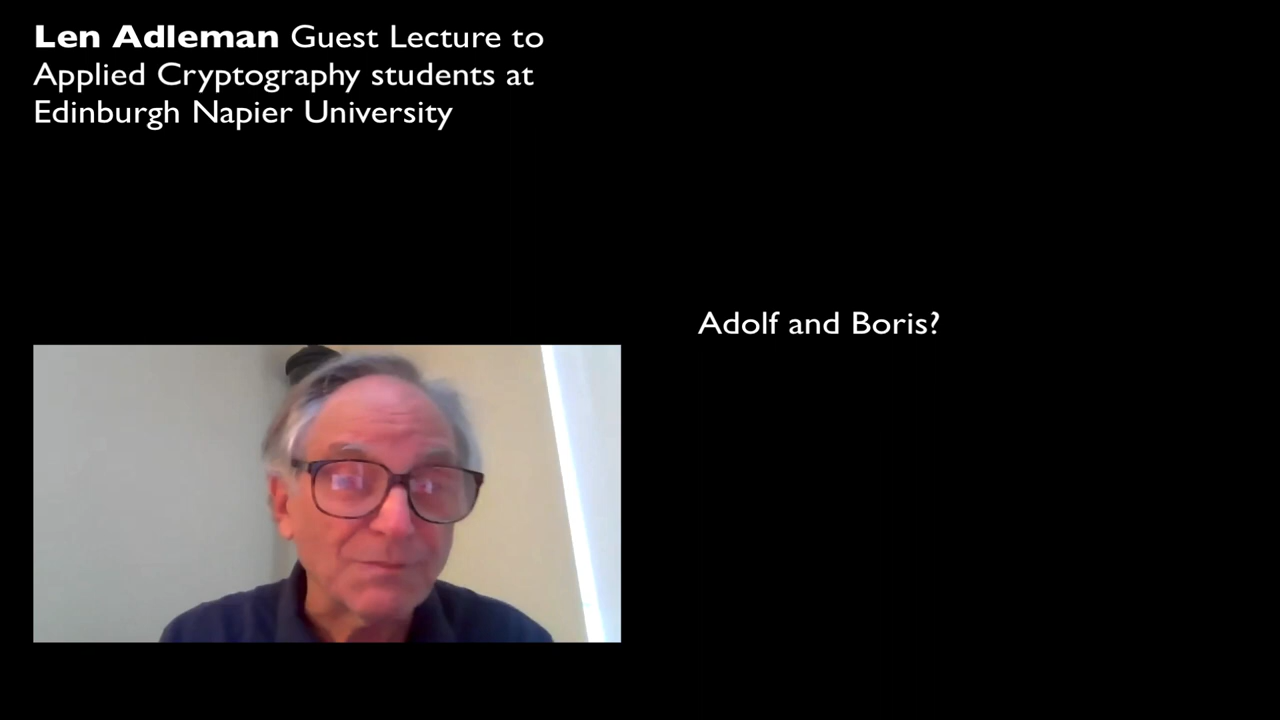 Len Adleman Guest Lecture to
Applied Cryptography students at
Edinburgh Napier University
Adolf and Boris?